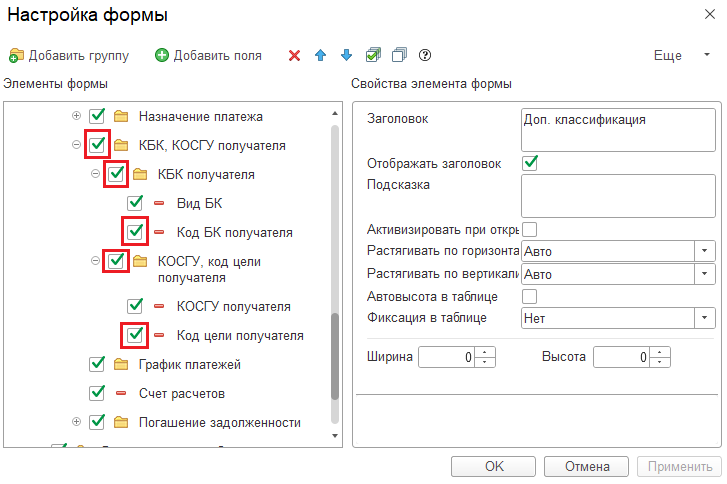 Настройка формы
Добавить группу
Добавить поля
Еще
Элементы формы
Свойства элемента формы
Назначение платежа
КБК, КОСГУ получателя
КБК получателя
Вид БК
Код БК получателя
КОСГУ, код цели
получателя
КОСГУ получателя
Код цели получателя
График платежей
Счет расчетов
Погашение задолженности
Заголовок
Доп. классификация
Отображать заголовок
Подсказка
Активизировать при откры
Растягивать по горизонта
Авто
Растягивать по вертикали
Авто
Автовысота в таблице
Фиксация в таблице
Нет
Ширина
0
Высота
0
OK
Отмена
Применить